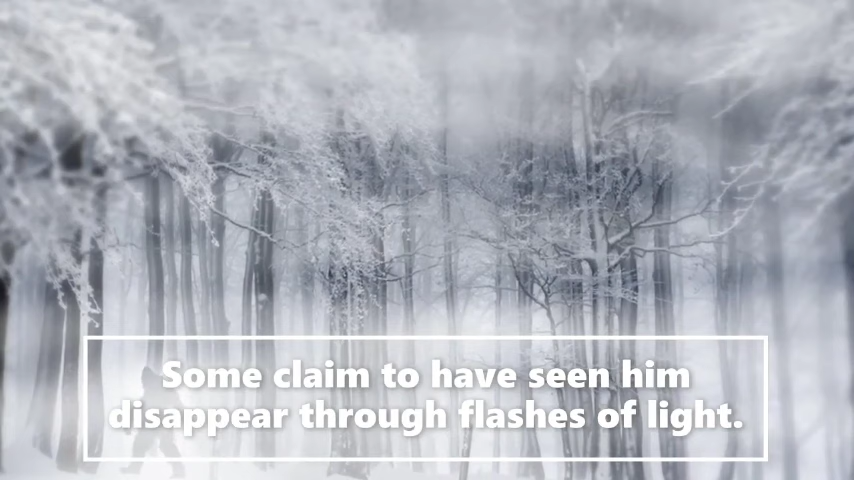 Some claim to have seen him
disappear through flashes of light.